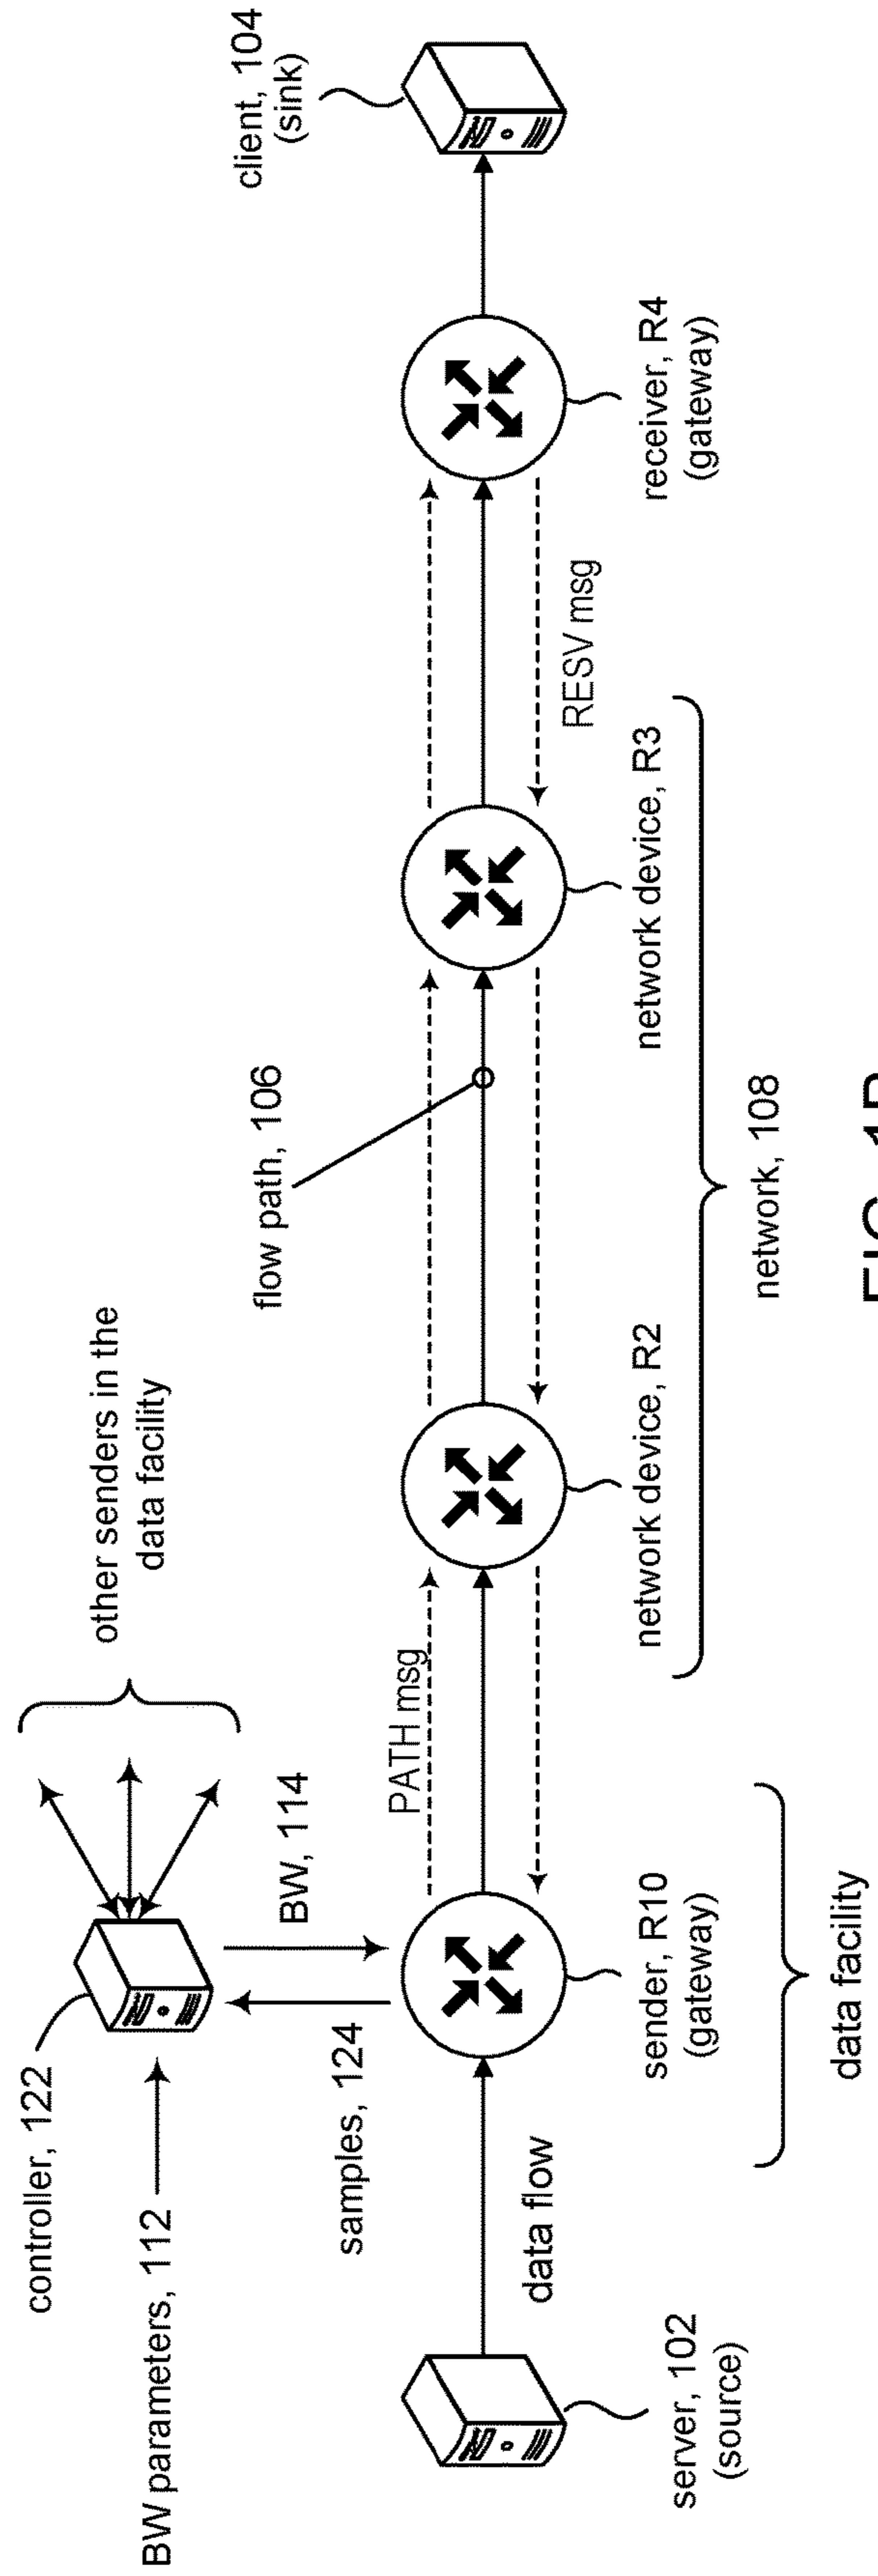 controller, 122
BW parameters, 112
other senders in the
data facility
samples, 124
BW, 114
flow path, 106
client, 104
(sink)
PATH msg
data flow
RESV msg
server, 102
(source)
sender, R10
(gateway)
network device, R2
network device, R3
receiver, R4
(gateway)
data facility
network, 108
FIG.